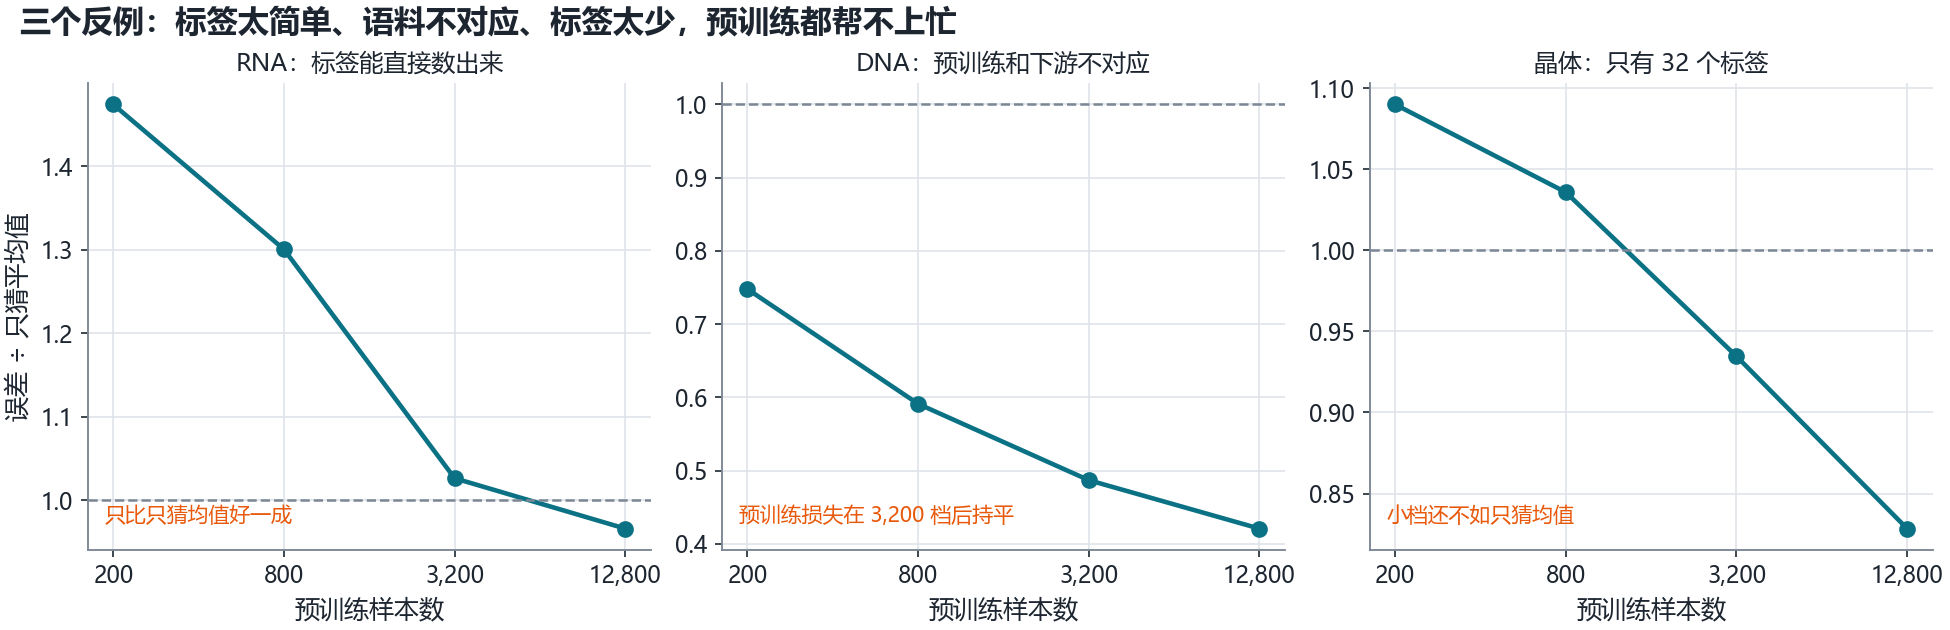 三个反例：标签太简单、语料不对应、标签太少，预训练都帮不上忙
RNA：标签能直接数出来
误差 ÷ 只猜平均值
1.4
1.3
1.2
1.1
1.0
只比只猜均值好一成
200
800
3,200
12,800
预训练样本数
DNA：预训练和下游不对应
1.0
0.9
0.8
0.7
0.6
0.5
0.4
预训练损失在 3,200 档后持平
200
800
3,200
12,800
预训练样本数
晶体：只有 32 个标签
1.10
1.05
1.00
0.95
0.90
0.85
小档还不如只猜均值
200
800
3,200
12,800
预训练样本数